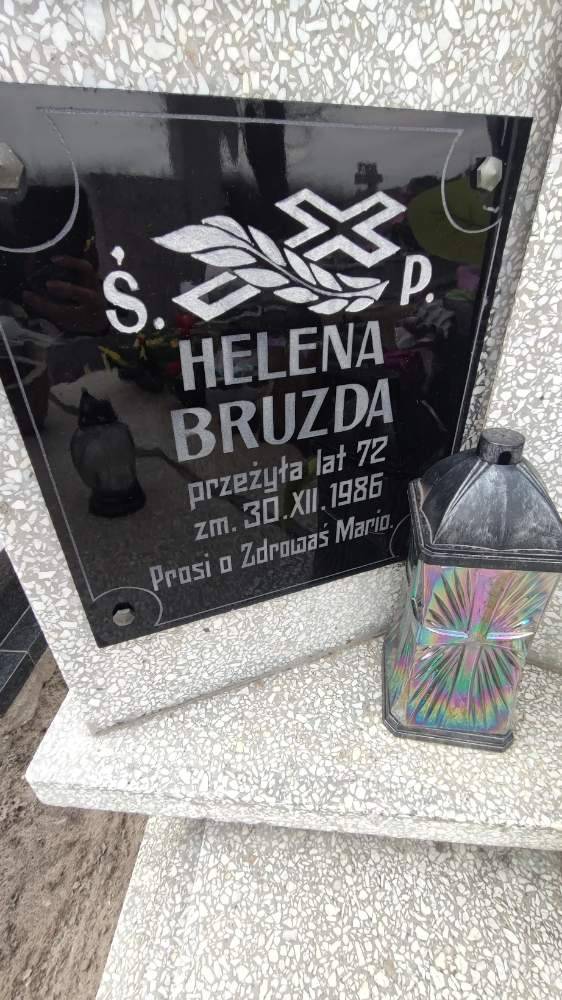 Ś. P.
HELENA
BRUZDA
przeżyła lat 72
zm. 30.XII.1986
Prosi o Zdrowaś Mario.